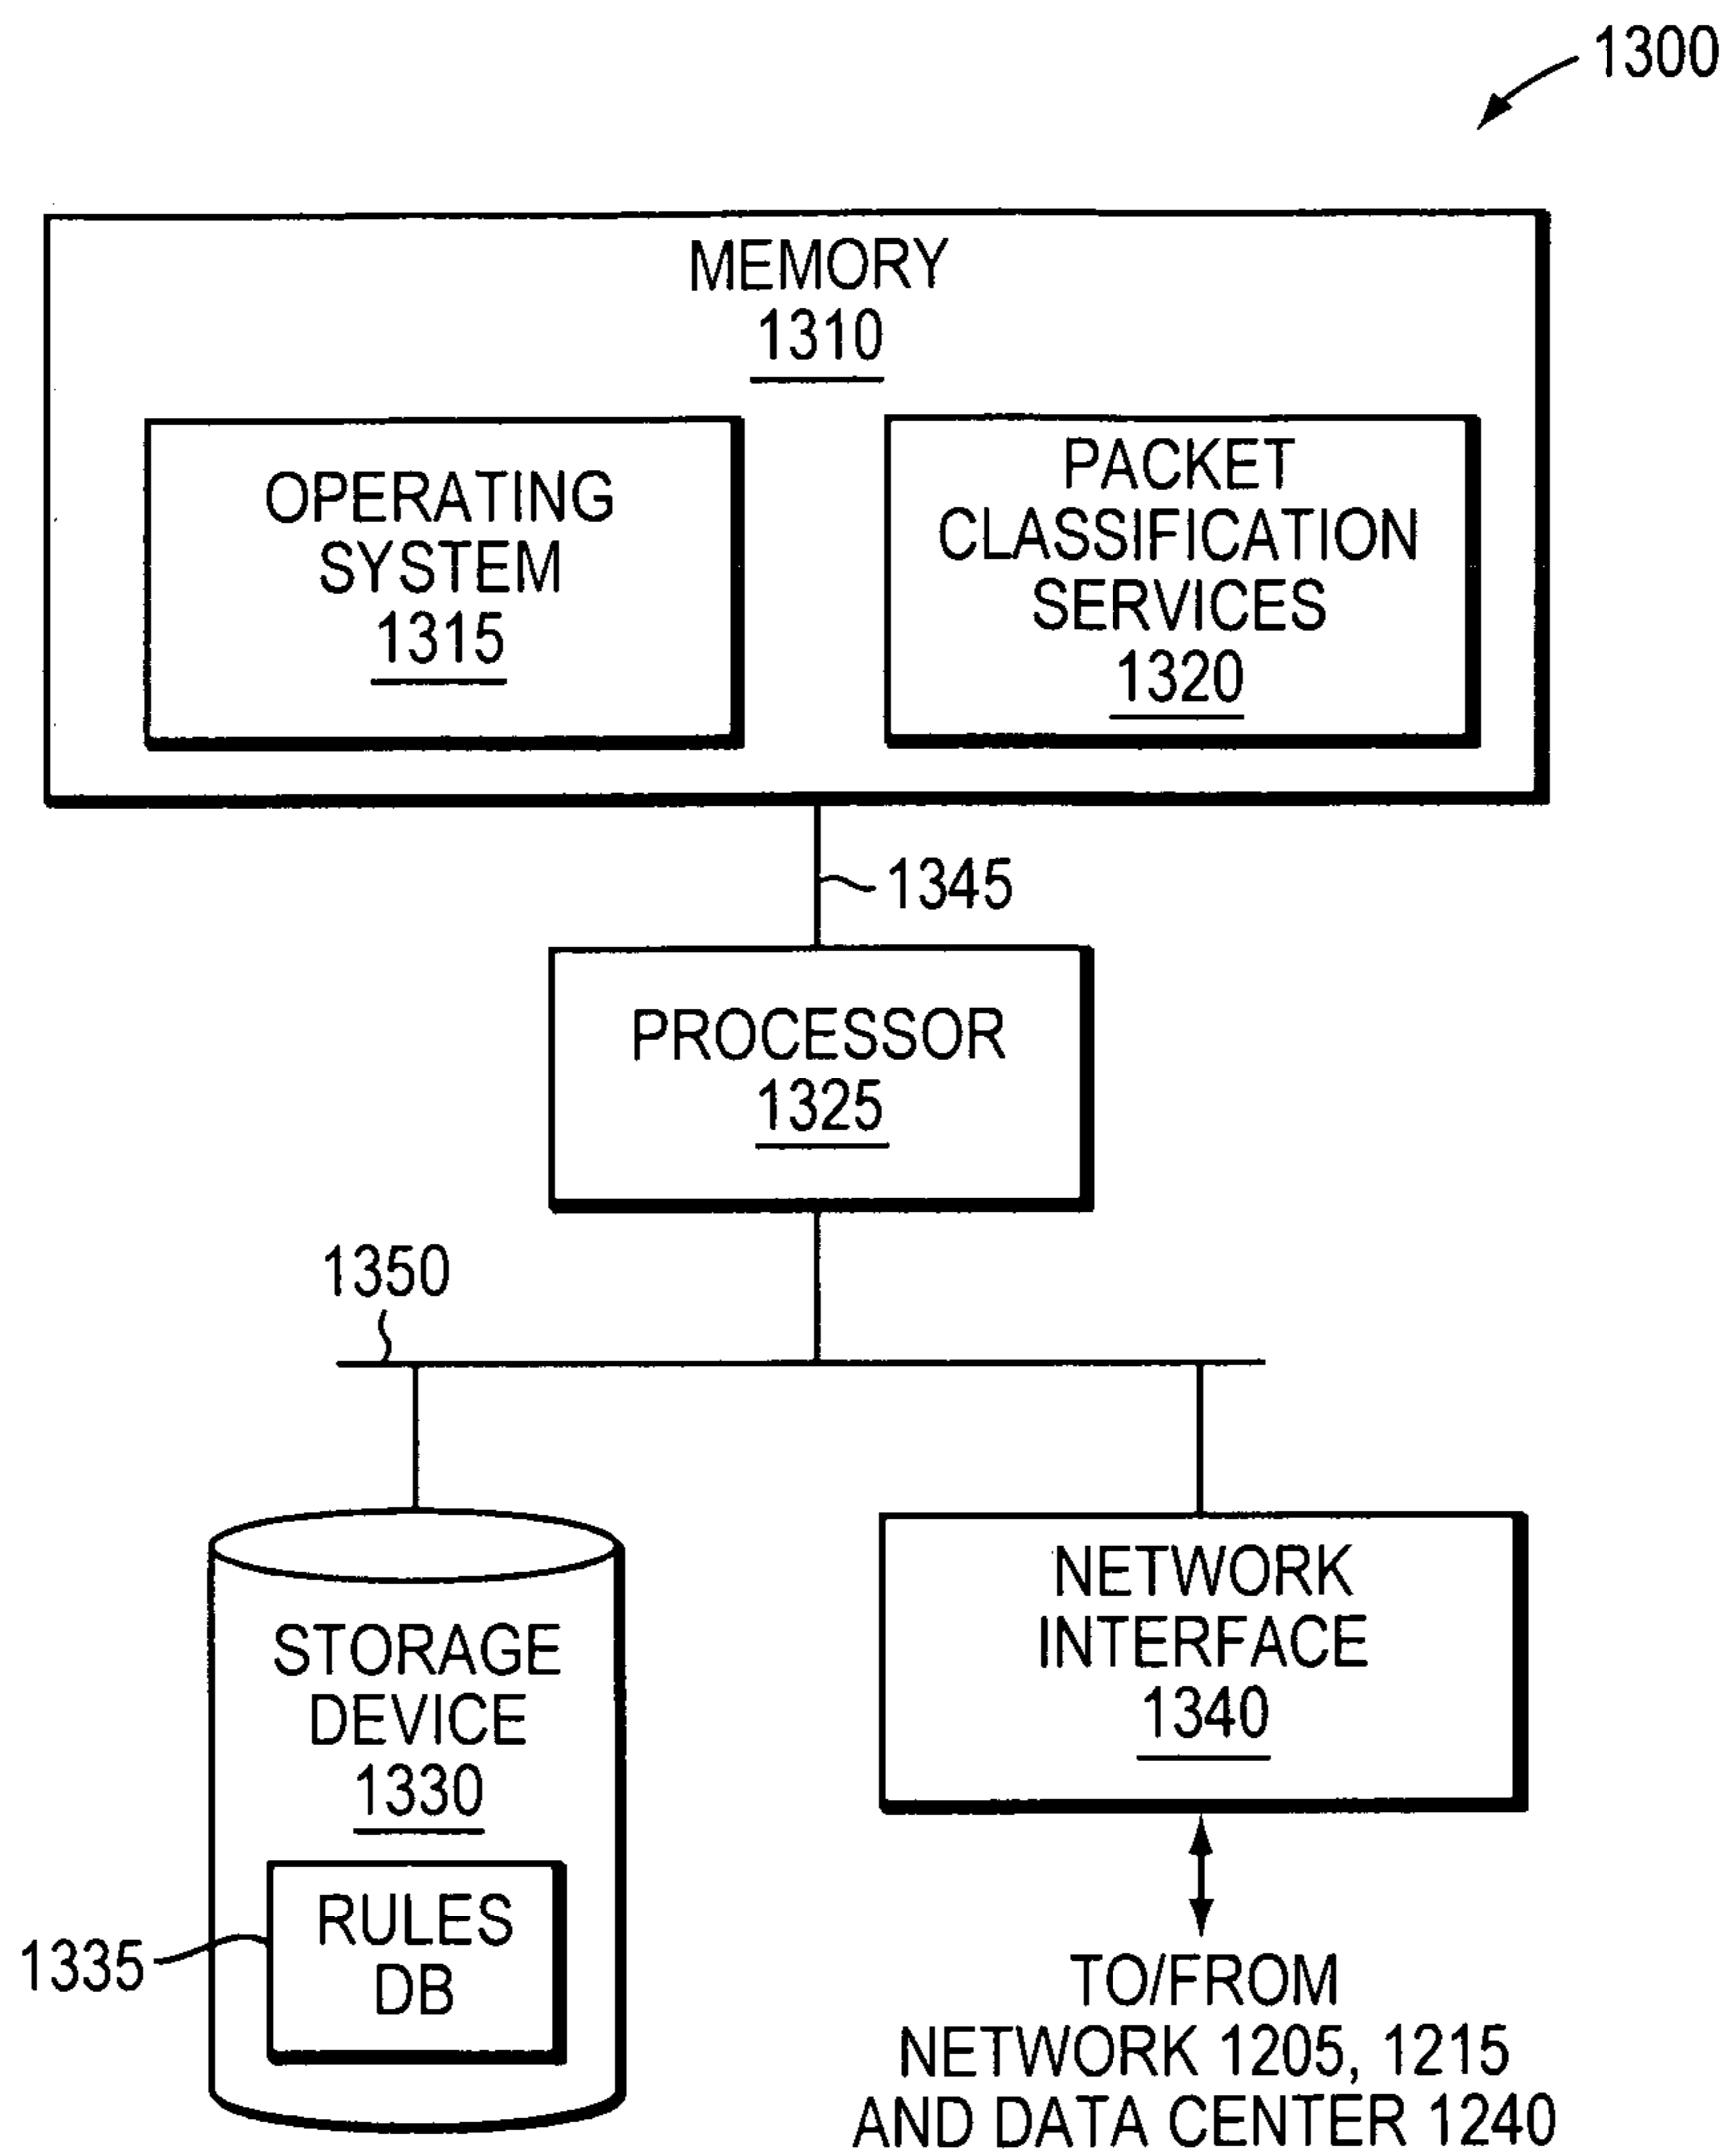 1300
MEMORY
1310
OPERATING
SYSTEM
1315
PACKET
CLASSIFICATION
SERVICES
1320
1345
PROCESSOR
1325
1350
STORAGE
DEVICE
1330
RULES
DB
1335
NETWORK
INTERFACE
1340
TO/FROM
NETWORK 1205, 1215
AND DATA CENTER 1240